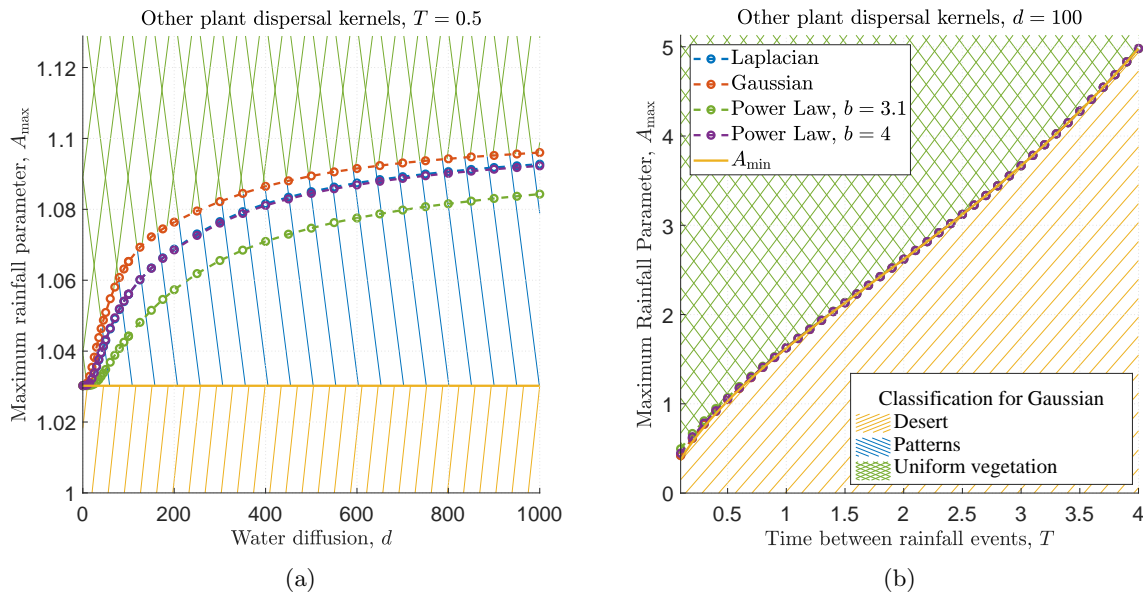 Other plant dispersal kernels, T = 0.5
Maximum rainfall parameter, A_max
1.12
1.1
1.08
1.06
1.04
1.02
1
0 200 400 600 800 1000
Water diffusion, d
(a)
Other plant dispersal kernels, d = 100
Maximum Rainfall Parameter, A_max
5
4
3
2
1
0
Laplacian
Gaussian
Power Law, b = 3.1
Power Law, b = 4
A_min
Classification for Gaussian
Desert
Patterns
Uniform vegetation
0.5 1 1.5 2 2.5 3 3.5 4
Time between rainfall events, T
(b)